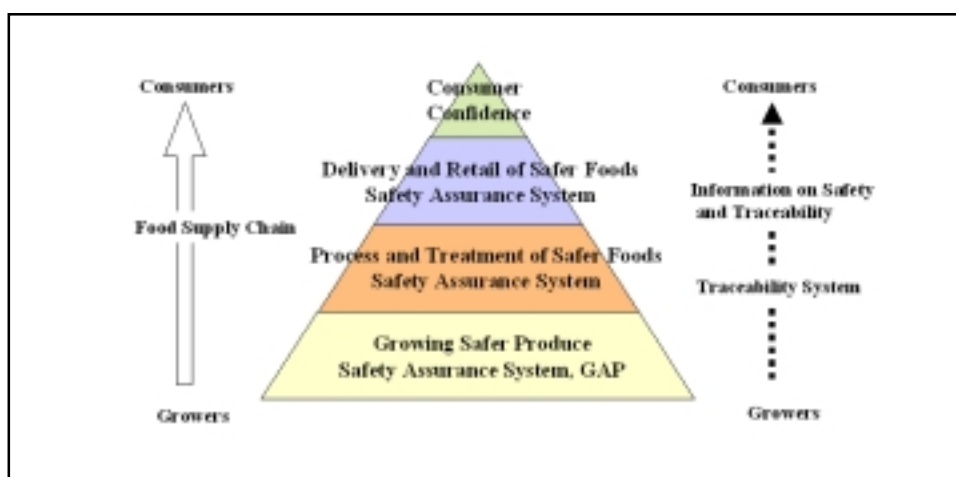 Consumers
Food Supply Chain
Growers
Consumer
Confidence
Delivery and Retail of Safer Foods
Safety Assurance System
Process and Treatment of Safer Foods
Safety Assurance System
Growing Safer Produce
Safety Assurance System, GAP
Consumers
Information on Safety
and Traceability
Traceability System
Growers